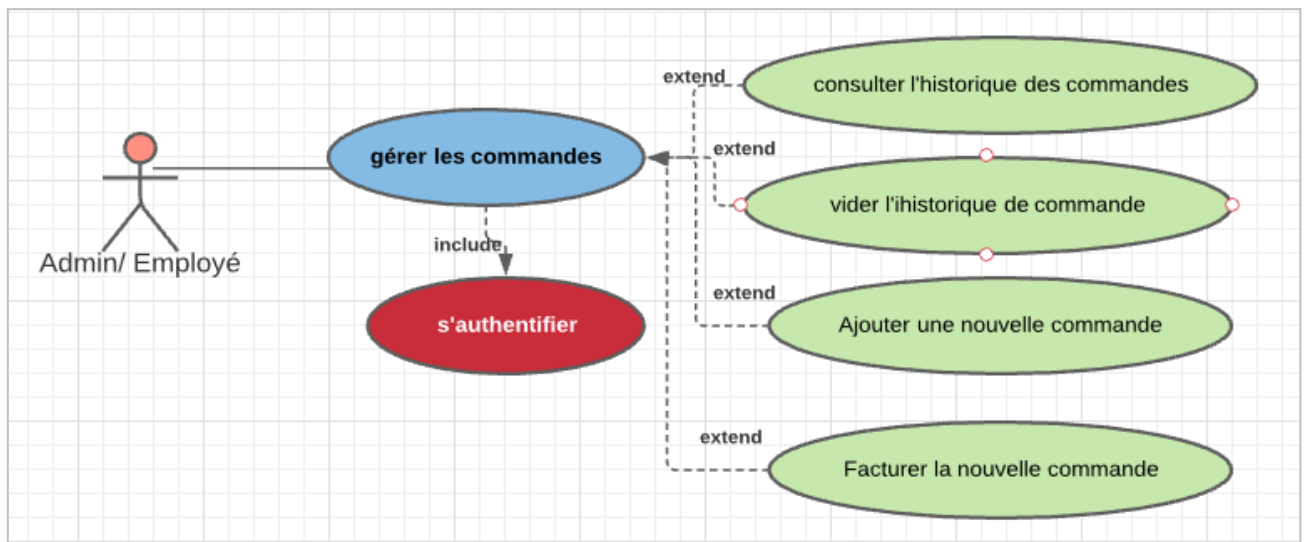 extend
consulter l'historique des commandes
gérer les commandes
extend
vider l'ihistorique de commande
include
Admin/ Employé
extend
s'authentifier
Ajouter une nouvelle commande
extend
Facturer la nouvelle commande